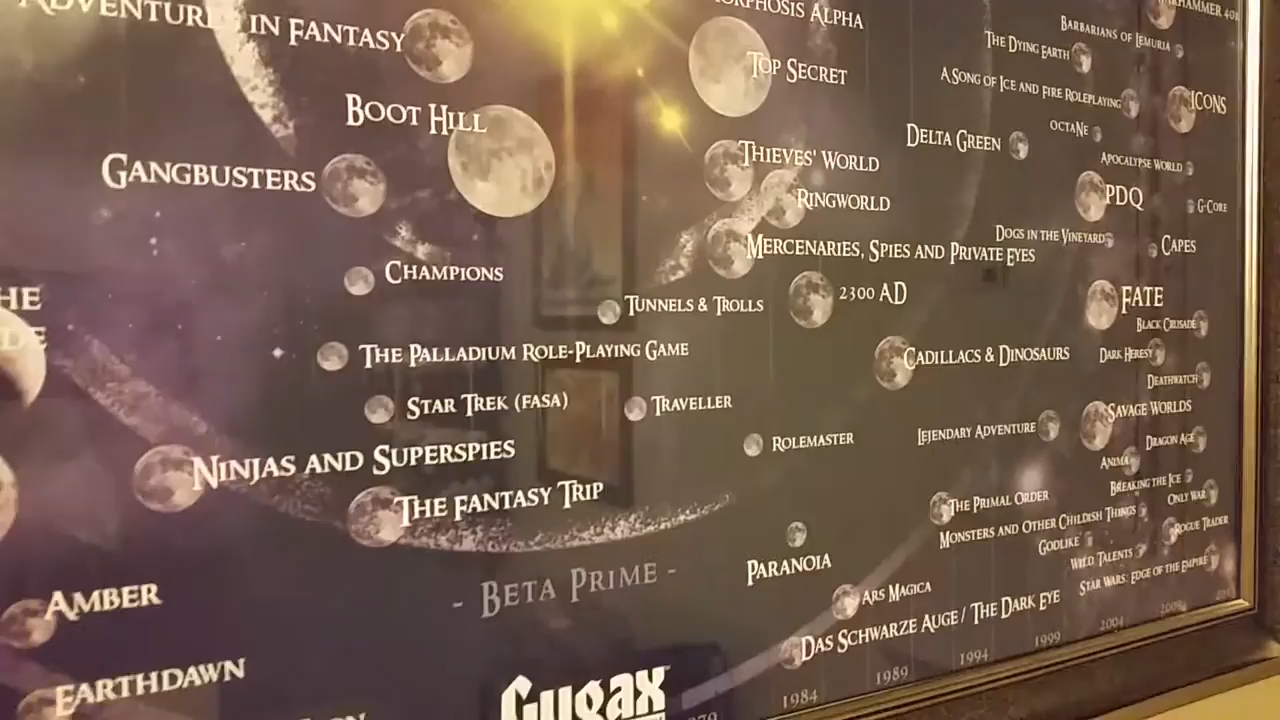 ADVENTURES IN FANTASY
BOOT HILL
GANGBUSTERS
CHAMPIONS
TUNNELS & TROLLS
THE PALLADIUM ROLE-PLAYING GAME
STAR TREK (FASA)
TRAVELLER
ROLEMASTER
NINJAS AND SUPERSPIES
THE FANTASY TRIP
- BETA PRIME -
AMBER
EARTHDAWN
Gygax
TOP SECRET
THIEVES' WORLD
RINGWORLD
MERCENARIES, SPIES AND PRIVATE EYES
2300 AD
CADILLACS & DINOSAURS
LEJENDARY ADVENTURE
THE PRIMAL ORDER
PARANOIA
ARS MAGICA
DAS SCHWARZE AUGE / THE DARK EYE
BARBARIANS OF LEMURIA
THE DYING EARTH
A SONG OF ICE AND FIRE ROLEPLAYING
ICONS
OCTANE
DELTA GREEN
APOCALYPSE WORLD
PDQ
G-CORE
DOGS IN THE VINEYARD
CAPES
FATE
BLACK CRUSADE
DARK HERESY
DEATHWATCH
SAVAGE WORLDS
DRAGON AGE
ANIMA
BREAKING THE ICE
ONLY WAR
MONSTERS AND OTHER CHILDISH THINGS
ROGUE TRADER
GODLIKE
WILD TALENTS
STAR WARS: EDGE OF THE EMPIRE
1984
1989
1994
1999
2004